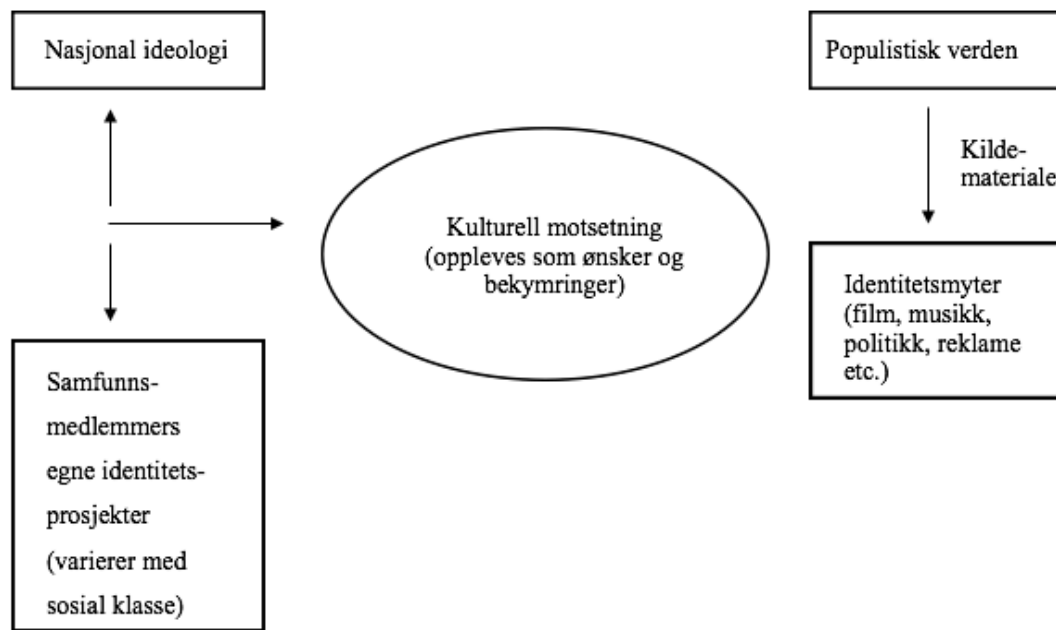 Nasjonal ideologi
Populistisk verden
Kilde-
materiale
Kulturell motsetning
(oppleves som ønsker og
bekymringer)
Identitetsmyter
(film, musikk,
politikk, reklame
etc.)
Samfunns-
medlemmers
egne identitets-
prosjekter
(varierer med
sosial klasse)